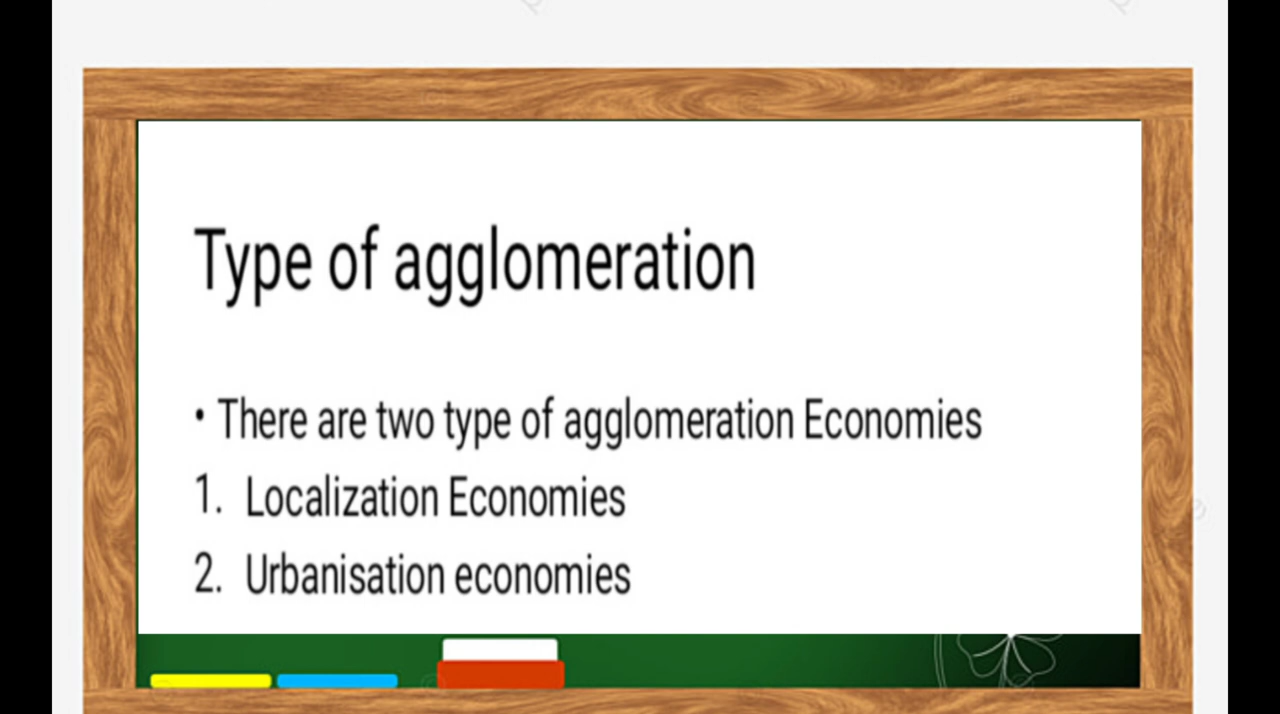 Type of agglomeration
• There are two type of agglomeration Economies
1. Localization Economies
2. Urbanisation economies